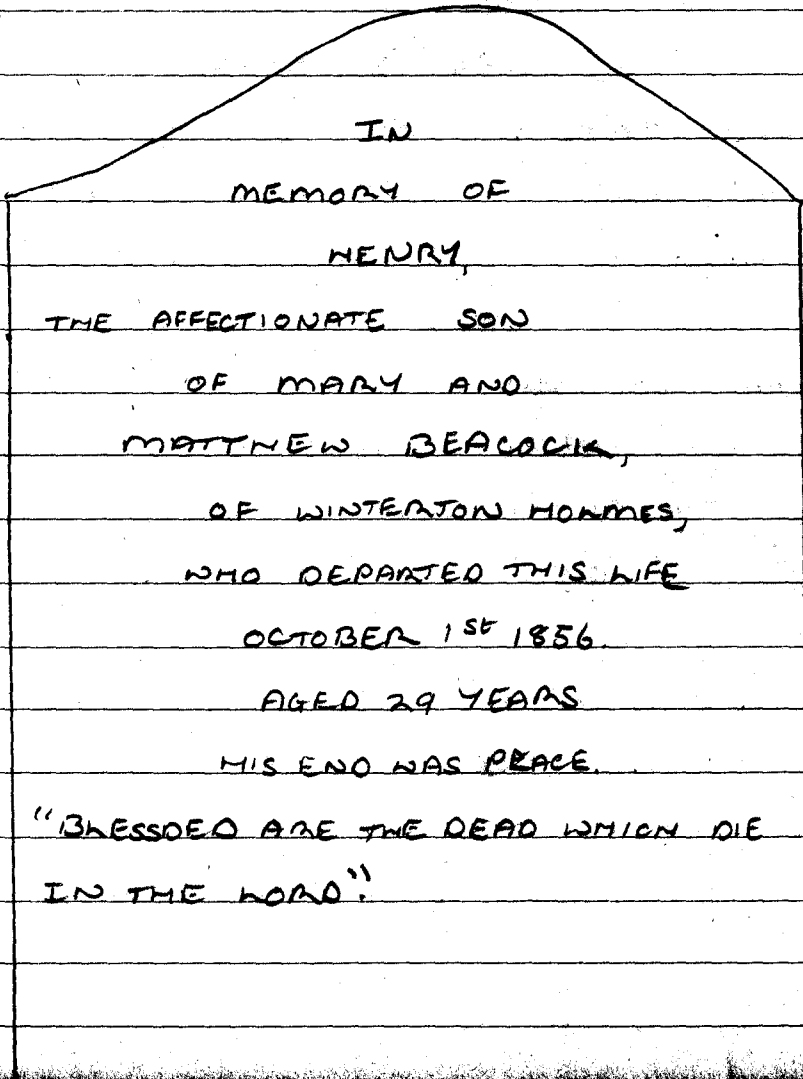 IN
MEMORY OF
HENRY,
THE AFFECTIONATE SON
OF MARY AND
MATTHEW BEACOCK,
OF WINTERTON HOLMES,
WHO DEPARTED THIS LIFE
OCTOBER 1st 1856.
AGED 29 YEARS
HIS END WAS PEACE.
"BLESSDED ARE THE DEAD WHICH DIE
IN THE LORD".